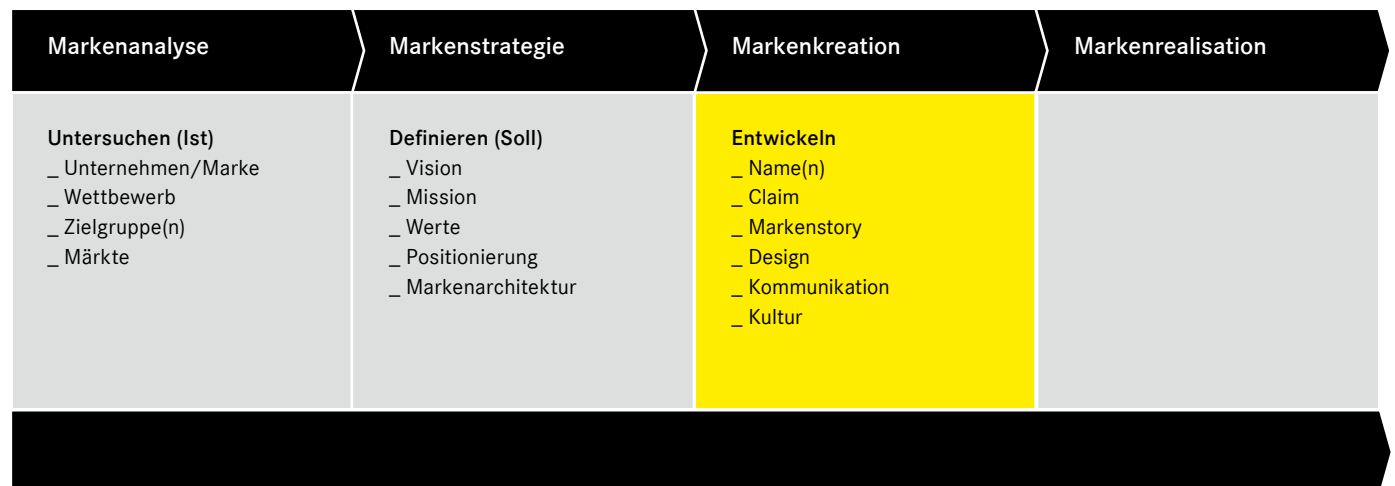 Markenanalyse
Markenstrategie
Markenkreation
Markenrealisation
Untersuchen (Ist)
_ Unternehmen/Marke
_ Wettbewerb
_ Zielgruppe(n)
_ Märkte
Definieren (Soll)
_ Vision
_ Mission
_ Werte
_ Positionierung
_ Markenarchitektur
Entwickeln
_ Name(n)
_ Claim
_ Markenstory
_ Design
_ Kommunikation
_ Kultur